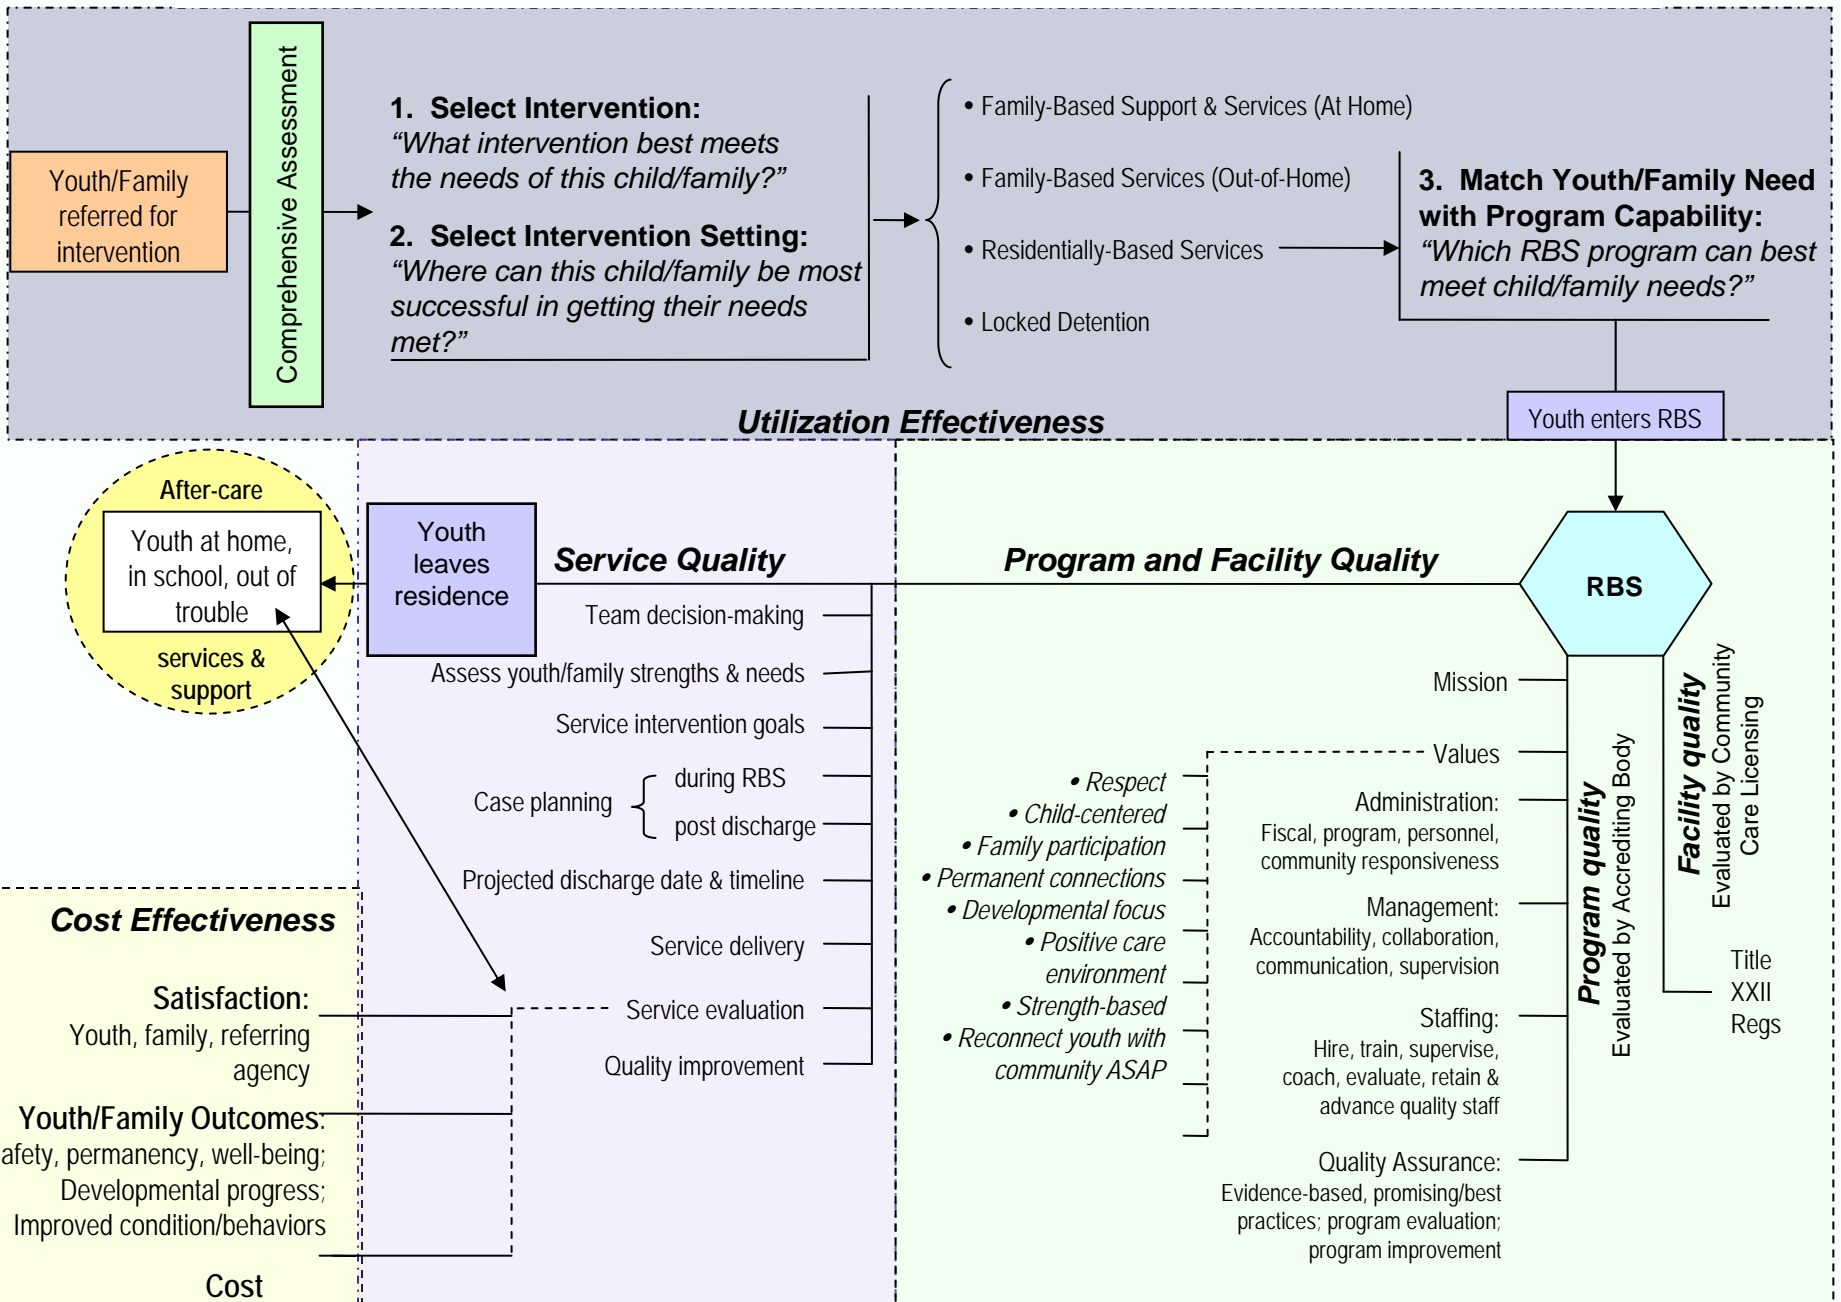 Youth/Family
referred for
intervention
Comprehensive Assessment
1. Select Intervention:
“What intervention best meets
the needs of this child/family?”
2. Select Intervention Setting:
“Where can this child/family be most
successful in getting their needs
met?”
• Family-Based Support & Services (At Home)
• Family-Based Services (Out-of-Home)
• Residentially-Based Services
• Locked Detention
3. Match Youth/Family Need
with Program Capability:
“Which RBS program can best
meet child/family needs?”
Utilization Effectiveness
Youth enters RBS
After-care
Youth at home,
in school, out of
trouble
services &
support
Youth
leaves
residence
Service Quality
Team decision-making
Assess youth/family strengths & needs
Service intervention goals
Case planning
during RBS
post discharge
Projected discharge date & timeline
Service delivery
Service evaluation
Quality improvement
Program and Facility Quality
RBS
Mission
Values
• Respect
• Child-centered
• Family participation
• Permanent connections
• Developmental focus
• Positive care
environment
• Strength-based
• Reconnect youth with
community ASAP
Administration:
Fiscal, program, personnel,
community responsiveness
Management:
Accountability, collaboration,
communication, supervision
Staffing:
Hire, train, supervise,
coach, evaluate, retain &
advance quality staff
Quality Assurance:
Evidence-based, promising/best
practices; program evaluation;
program improvement
Program quality
Evaluated by Accrediting Body
Facility quality
Evaluated by Community
Care Licensing
Title
XXII
Regs
Cost Effectiveness
Satisfaction:
Youth, family, referring
agency
Youth/Family Outcomes:
afety, permanency, well-being;
Developmental progress;
Improved condition/behaviors
Cost